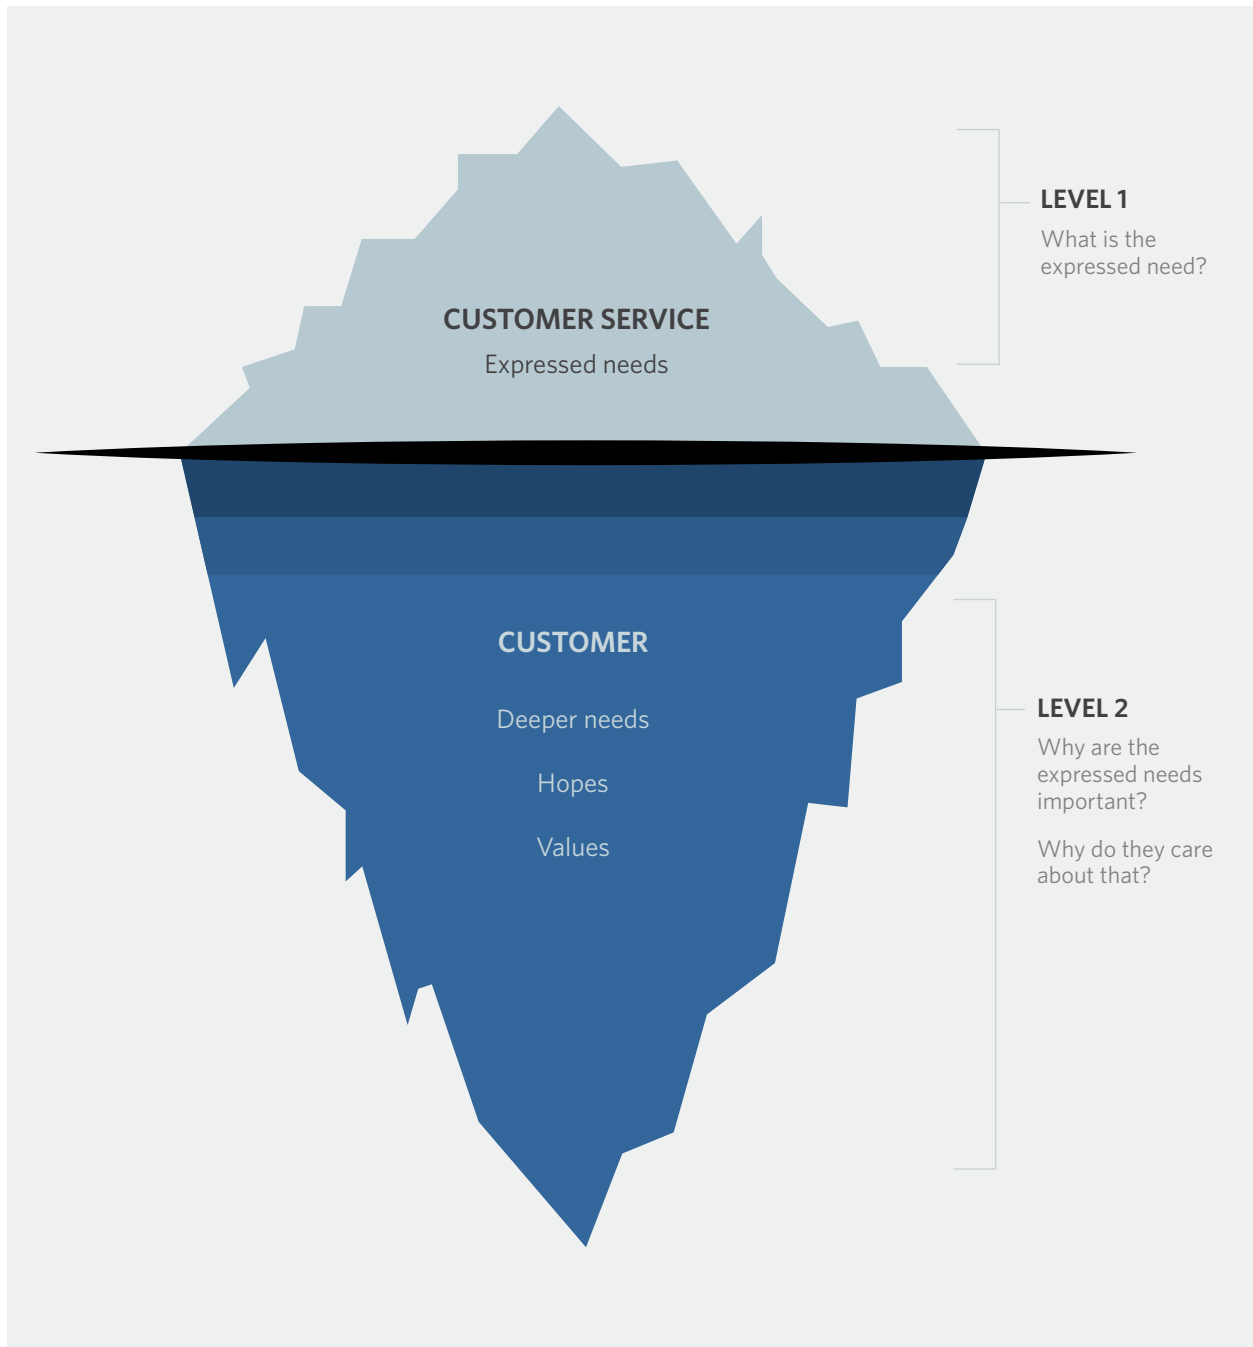 CUSTOMER SERVICE
Expressed needs
LEVEL 1
What is the
expressed need?
CUSTOMER
Deeper needs
Hopes
Values
LEVEL 2
Why are the
expressed needs
important?
Why do they care
about that?